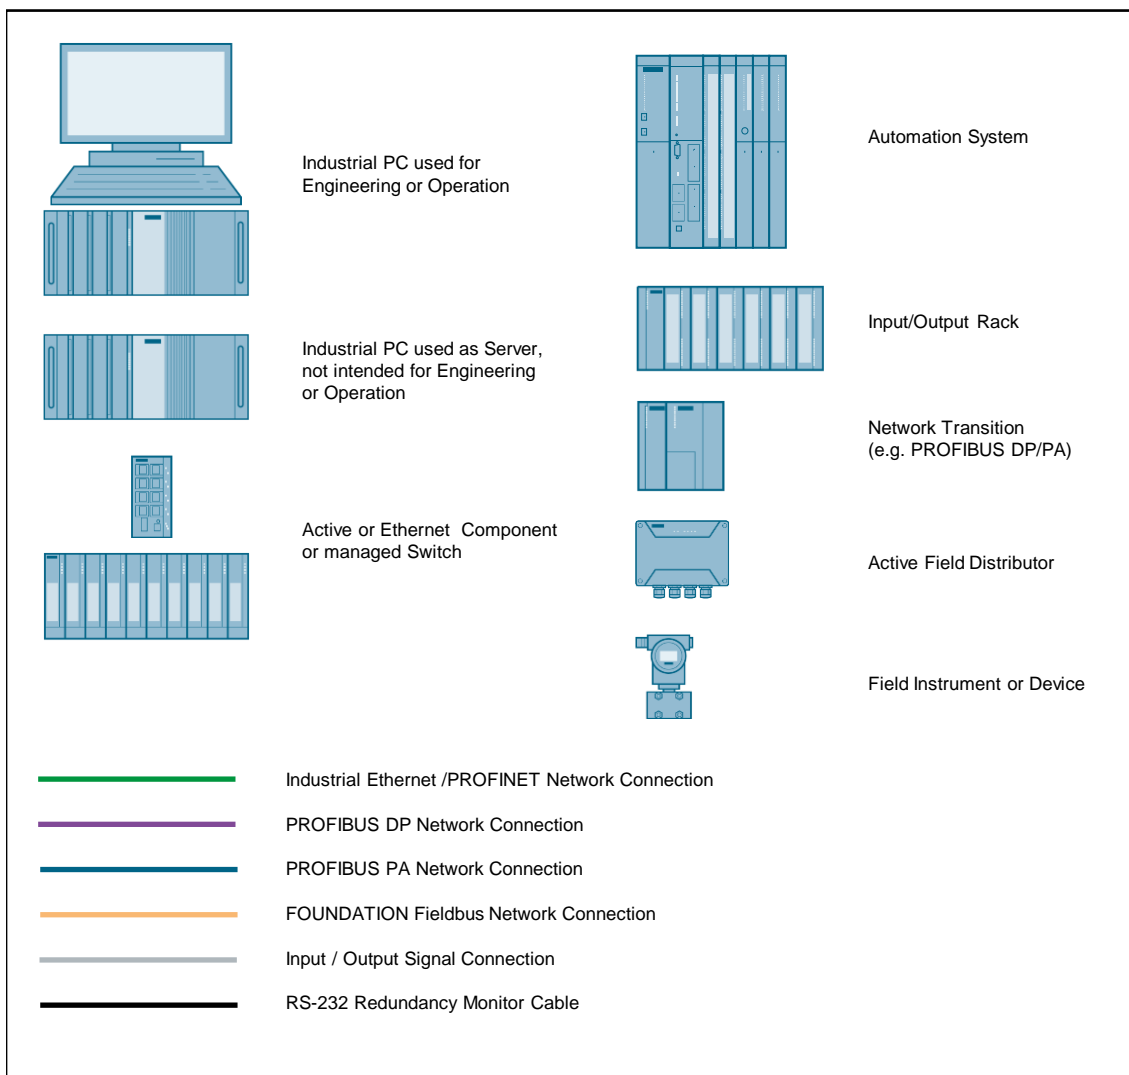 Industrial PC used for
Engineering or Operation
Industrial PC used as Server,
not intended for Engineering
or Operation
Active or Ethernet Component
or managed Switch
Automation System
Input/Output Rack
Network Transition
(e.g. PROFIBUS DP/PA)
Active Field Distributor
Field Instrument or Device
Industrial Ethernet /PROFINET Network Connection
PROFIBUS DP Network Connection
PROFIBUS PA Network Connection
FOUNDATION Fieldbus Network Connection
Input / Output Signal Connection
RS-232 Redundancy Monitor Cable